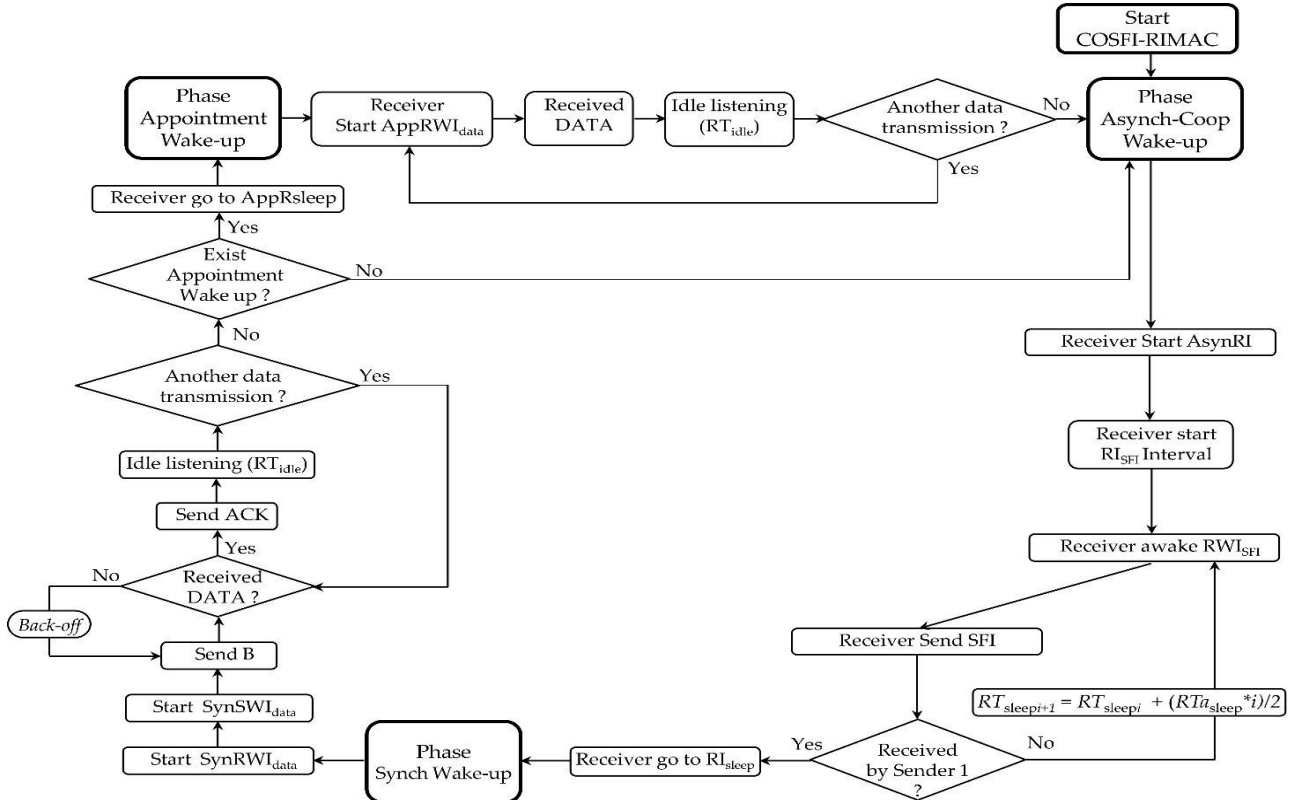 Start
COSFI-RIMAC
Phase
Asynch-Coop
Wake-up
Phase
Appointment
Wake-up
Receiver
Start AppRWIdata
Received
DATA
Idle listening
(RTidle)
Another data
transmission ?
No
Yes
Receiver go to AppRsleep
Yes
Exist
Appointment
Wake up ?
No
No
Another data
transmission ?
Yes
Idle listening (RTidle)
Send ACK
Yes
No
Received
DATA ?
Back-off
Send B
Start SynSWIdata
Start SynRWIdata
Phase
Synch Wake-up
Receiver go to RIsleep
Yes
Received
by Sender 1
?
No
RTsleepi+1 = RTsleepi + (RTasleep*i)/2
Receiver Send SFI
Receiver awake RWISFI
Receiver start
RISFI Interval
Receiver Start AsynRI